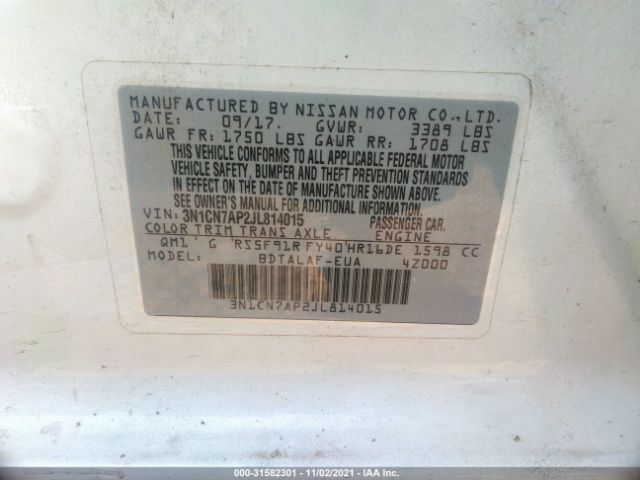 MANUFACTURED BY NISSAN MOTOR CO.,LTD.
DATE: 09/17. GVWR: 3389 LBS
GAWR FR: 1750 LBS GAWR RR: 1708 LBS
THIS VEHICLE CONFORMS TO ALL APPLICABLE FEDERAL MOTOR
VEHICLE SAFETY, BUMPER AND THEFT PREVENTION STANDARDS
IN EFFECT ON THE DATE OF MANUFACTURE SHOWN ABOVE.
SEE OWNERS MANUAL FOR TIRE SIZE INFORMATION.
VIN: 3N1CN7AP2JL814015 PASSENGER CAR.
COLOR TRIM TRANS AXLE ENGINE
QM1 G RS5F91R FY40 HR16DE 1598 CC
MODEL: BDTALAF-EUA 42000
3N1CN7AP2JL814015
000-31582301 - 11/02/2021 - IAA Inc.